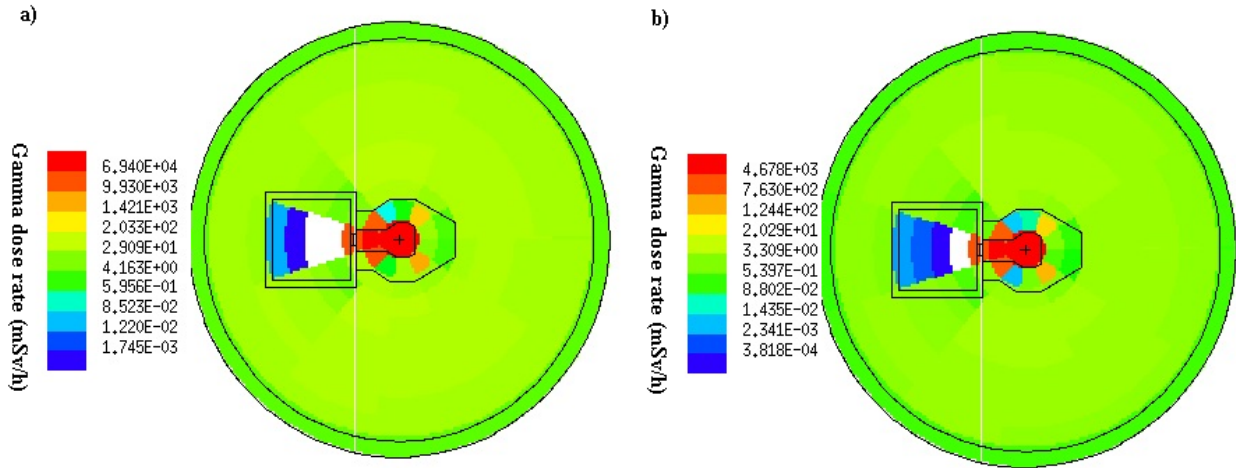 a)
Gamma dose rate (mSv/h)
6.940E+04
9.930E+03
1.421E+03
2.033E+02
2.909E+01
4.163E+00
5.956E-01
8.523E-02
1.220E-02
1.745E-03
b)
Gamma dose rate (mSv/h)
4.678E+03
7.630E+02
1.244E+02
2.029E+01
3.309E+00
5.397E-01
8.802E-02
1.435E-02
2.341E-03
3.818E-04